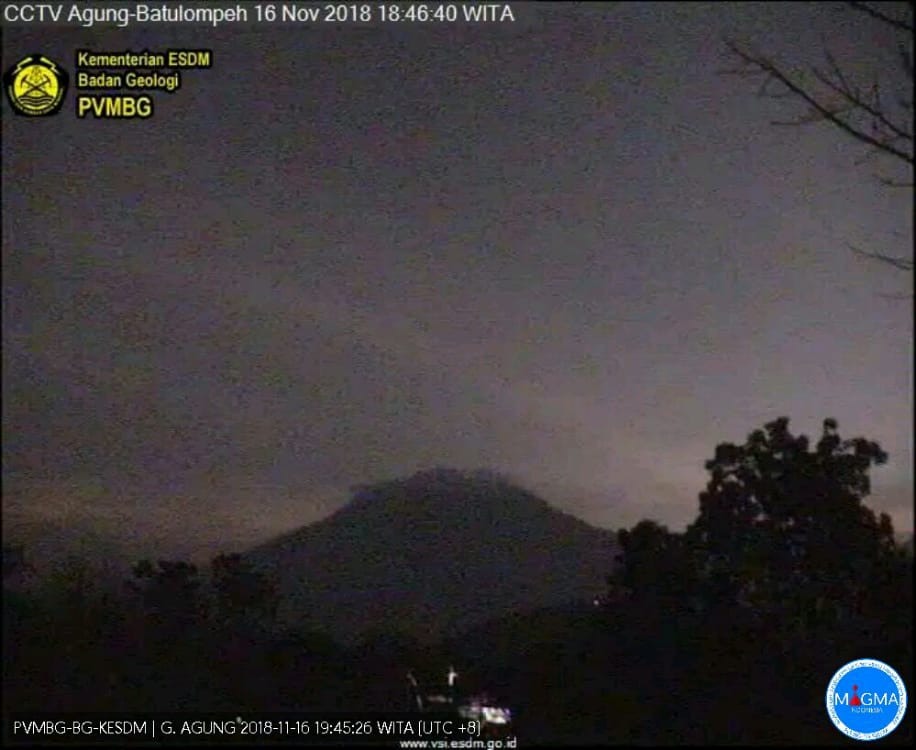 CCTV Agung-Batulompeh 16 Nov 2018 18:46:40 WITA
Kementerian ESDM
Badan Geologi
PVMBG
MAGMA
INDONESIA
PVMBG-BG-KESDM | G. AGUNG 2018-11-16 19:45:26 WITA (UTC +8)
www.vsi.esdm.go.id